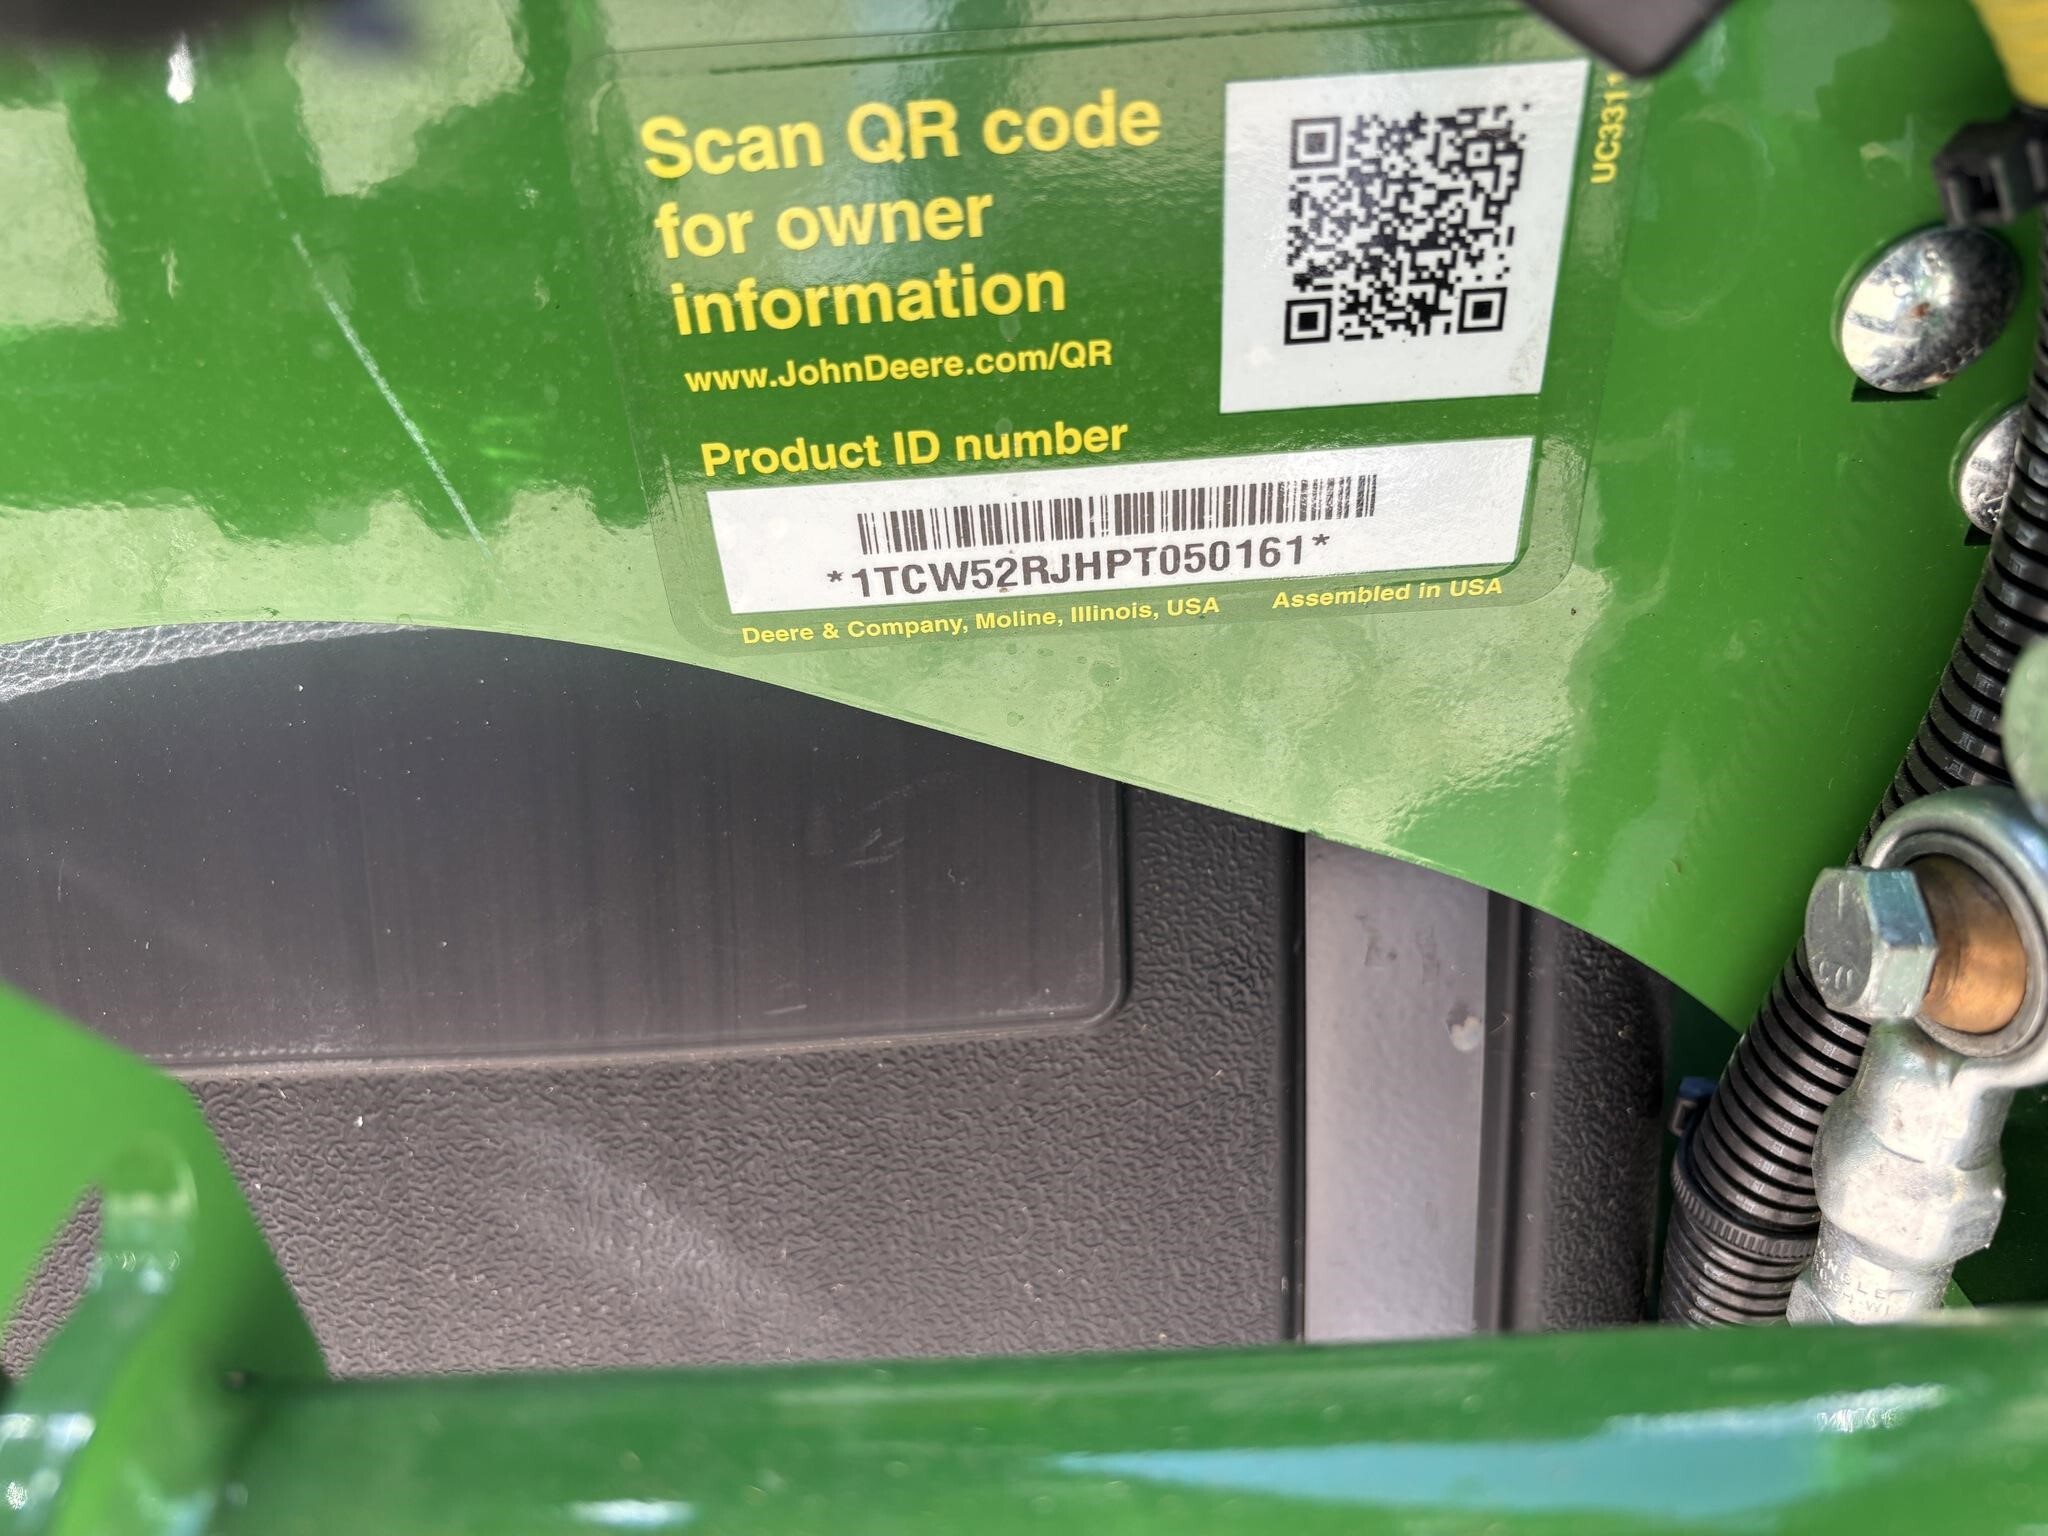 Scan QR code
for owner
information
www.JohnDeere.com/QR
Product ID number
*1TCW52RJHPT050161*
Deere & Company, Moline, Illinois, USA
Assembled in USA